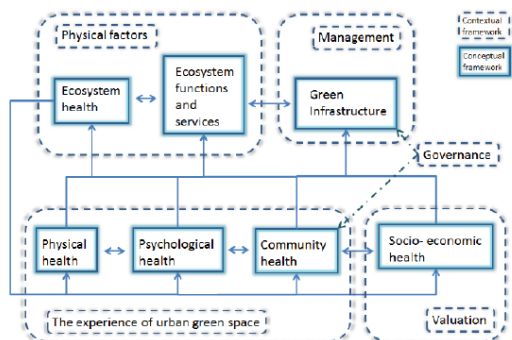 Physical factors
Management
Contextual
framework
Conceptual
framework
Ecosystem
health
Ecosystem
functions
and
services
Green
Infrastructure
Governance
Physical
health
Psychological
health
Community
health
Socio- economic
health
The experience of urban green space
Valuation